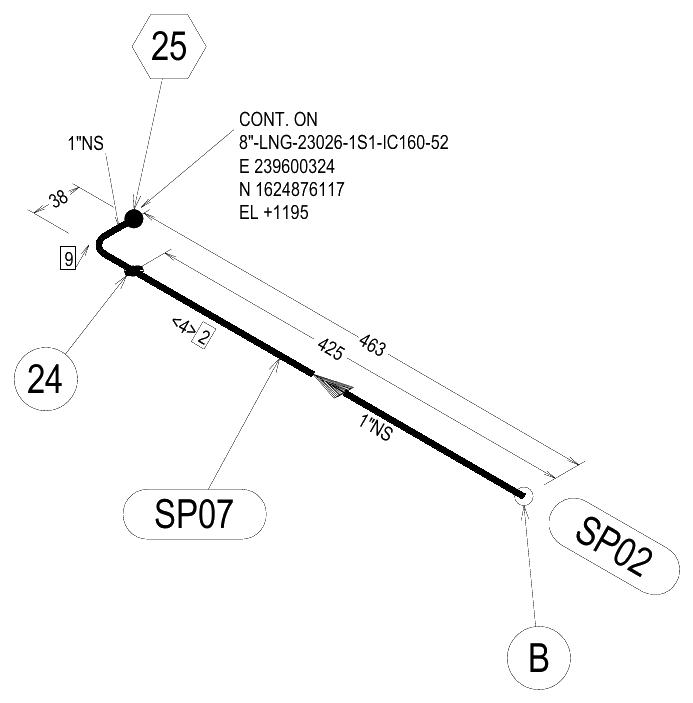 25
CONT. ON
8"-LNG-23026-1S1-IC160-52
E 239600324
N 1624876117
EL +1195
1"NS
38
9
463
425
<4> 2
24
1"NS
SP07
SP02
B